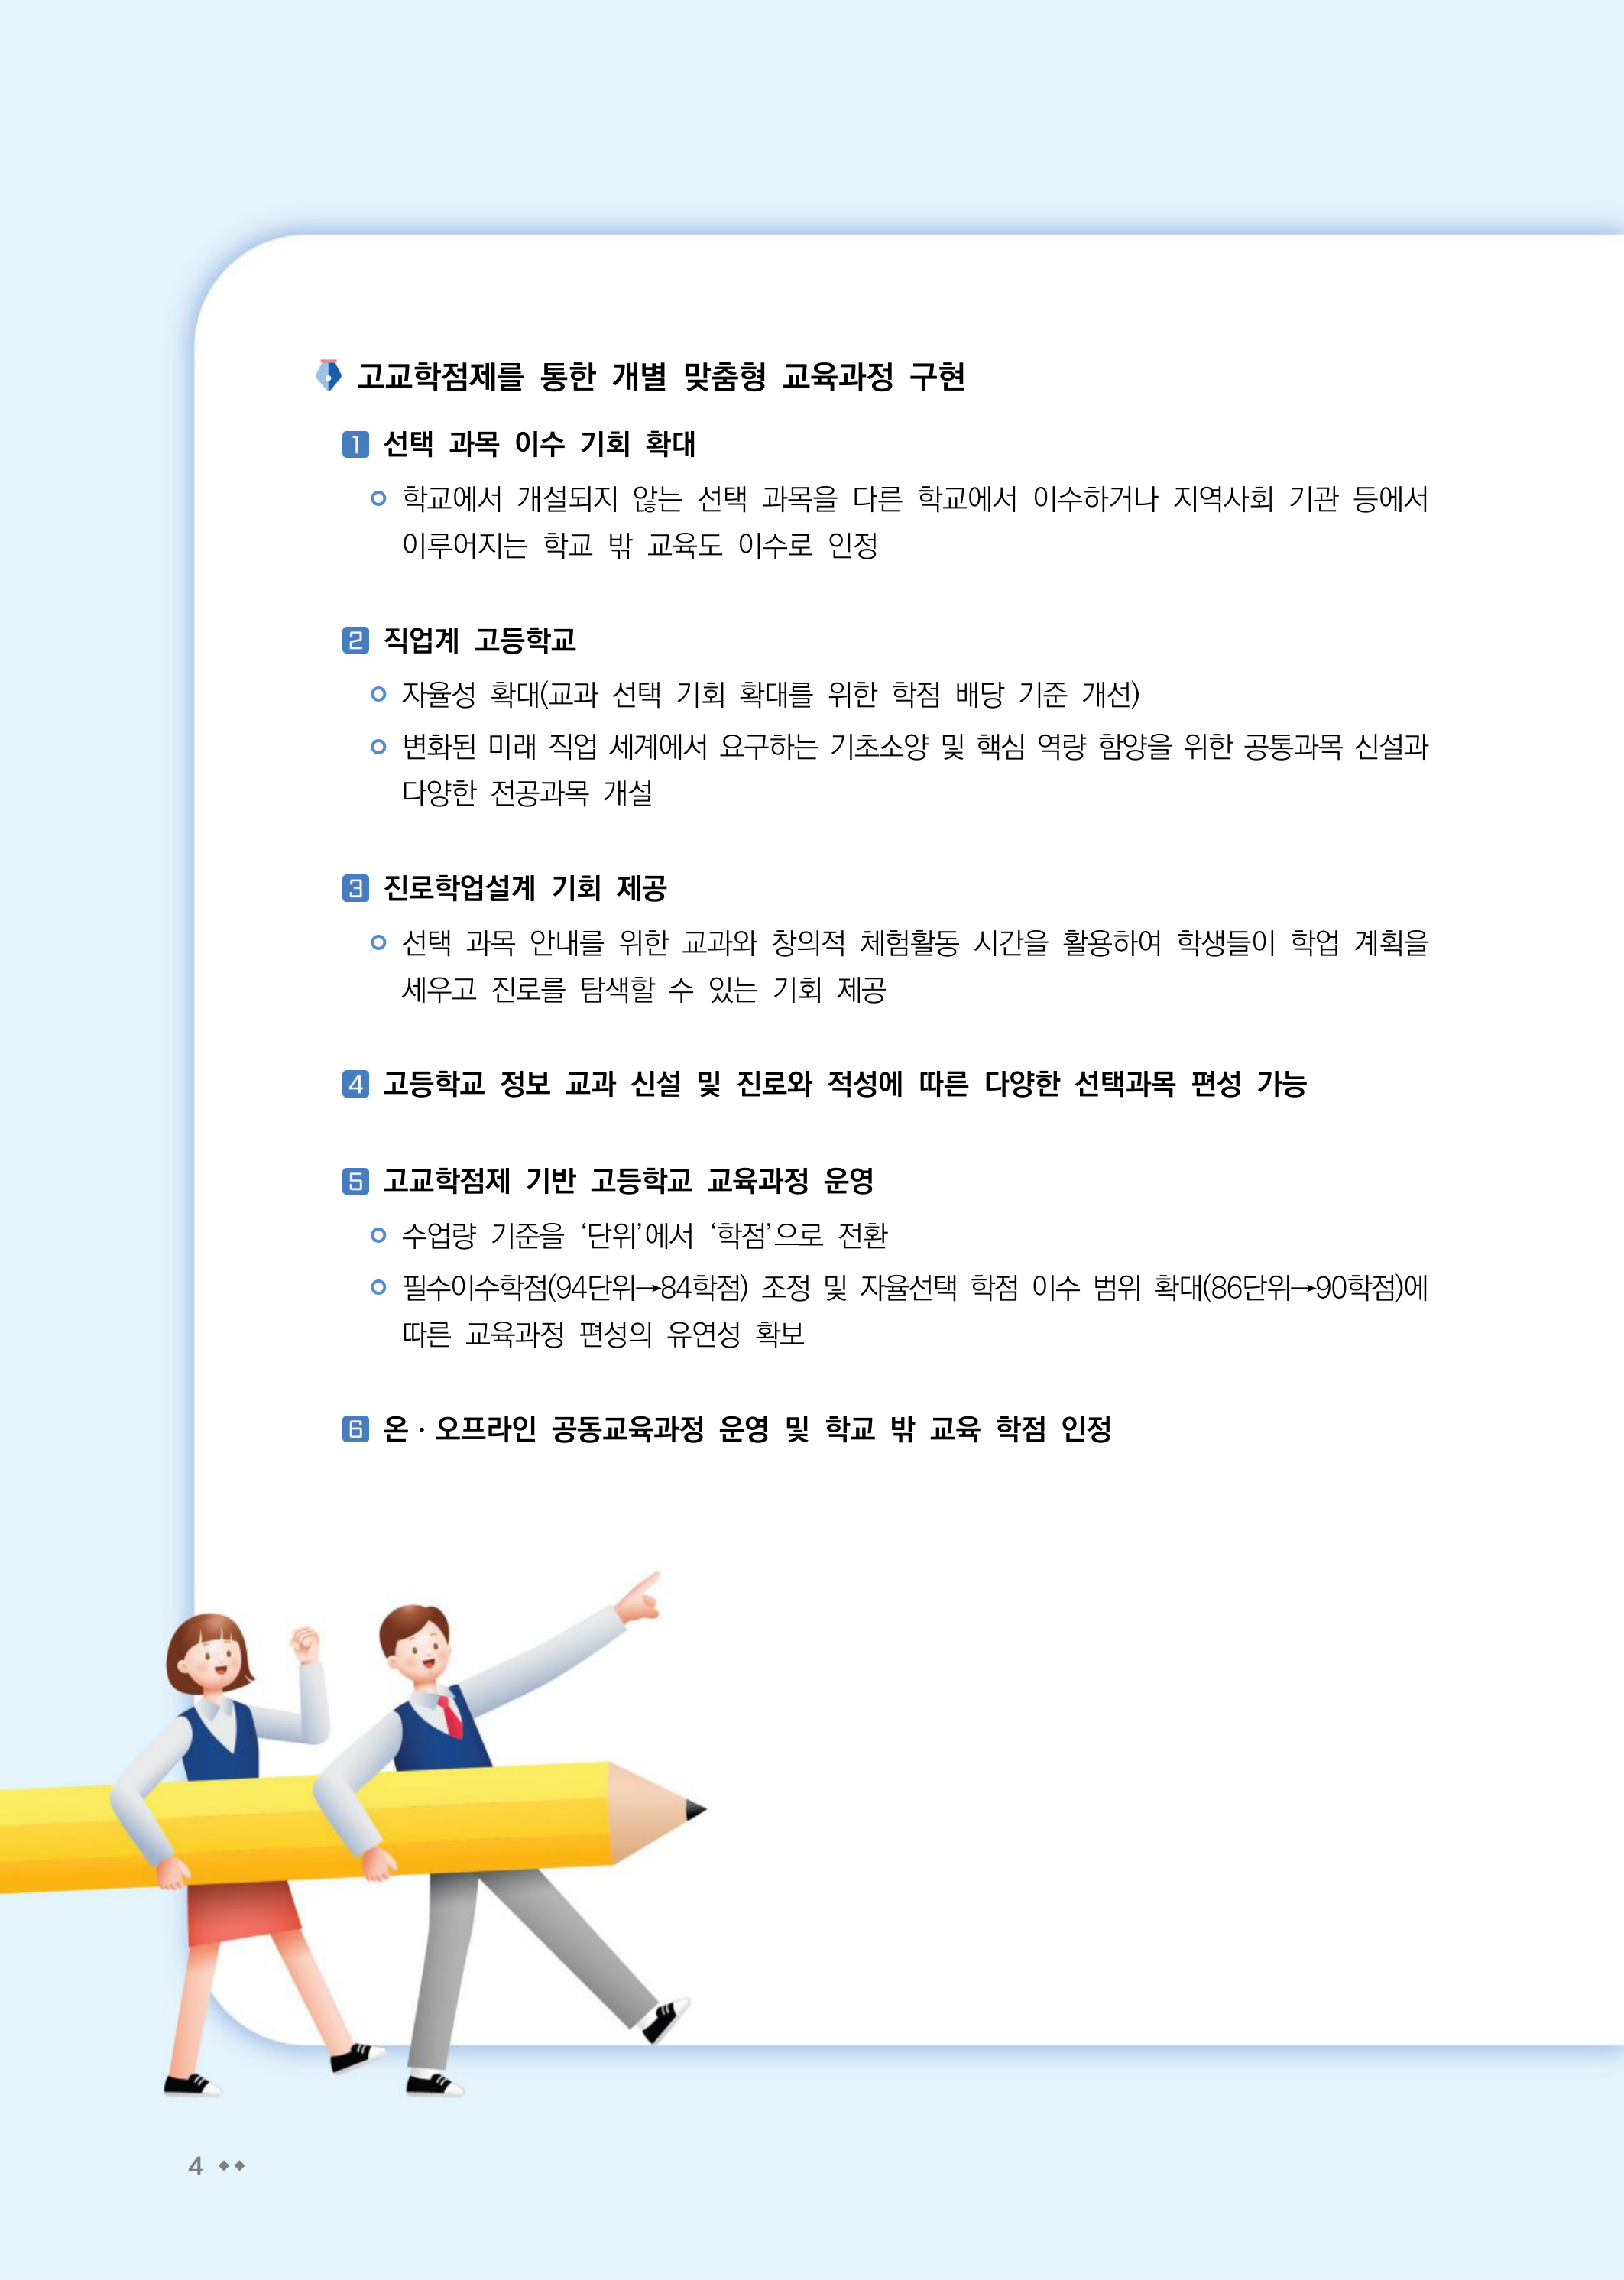 고교학점제를 통한 개별 맞춤형 교육과정 구현
1 선택 과목 이수 기회 확대
학교에서 개설되지 않는 선택 과목을 다른 학교에서 이수하거나 지역사회 기관 등에서
이루어지는 학교 밖 교육도 이수로 인정
2 직업계 고등학교
자율성 확대(교과 선택 기회 확대를 위한 학점 배당 기준 개선)
변화된 미래 직업 세계에서 요구하는 기초소양 및 핵심 역량 함양을 위한 공통과목 신설과
다양한 전공과목 개설
3 진로학업설계 기회 제공
선택 과목 안내를 위한 교과와 창의적 체험활동 시간을 활용하여 학생들이 학업 계획을
세우고 진로를 탐색할 수 있는 기회 제공
4 고등학교 정보 교과 신설 및 진로와 적성에 따른 다양한 선택과목 편성 가능
5 고교학점제 기반 고등학교 교육과정 운영
수업량 기준을 ‘단위’에서 ‘학점’으로 전환
필수이수학점(94단위→84학점) 조정 및 자율선택 학점 이수 범위 확대(86단위→90학점)에
따른 교육과정 편성의 유연성 확보
6 온·오프라인 공동교육과정 운영 및 학교 밖 교육 학점 인정
4